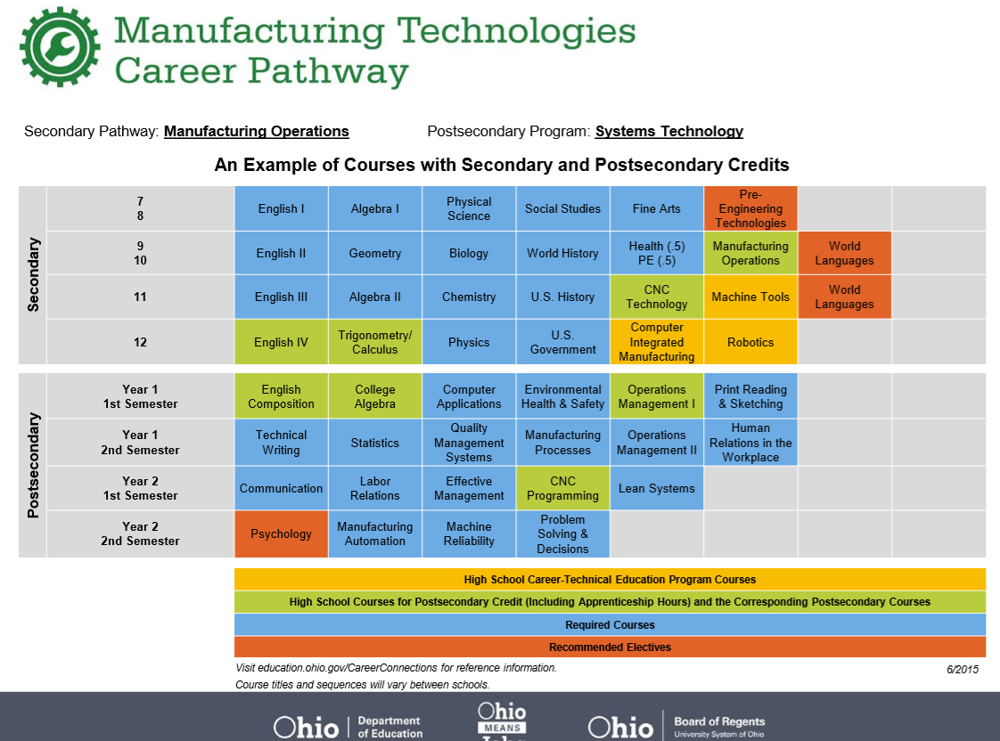 Manufacturing Technologies
Career Pathway
Secondary Pathway: Manufacturing Operations
Postsecondary Program: Systems Technology
An Example of Courses with Secondary and Postsecondary Credits
Secondary
7
8
English I
Algebra I
Physical
Science
Social Studies
Fine Arts
Pre-
Engineering
Technologies
9
10
English II
Geometry
Biology
World History
Health (.5)
PE (.5)
Manufacturing
Operations
World
Languages
11
English III
Algebra II
Chemistry
U.S. History
CNC
Technology
Machine Tools
World
Languages
12
English IV
Trigonometry/
Calculus
Physics
U.S.
Government
Computer
Integrated
Manufacturing
Robotics
Postsecondary
Year 1
1st Semester
English
Composition
College
Algebra
Computer
Applications
Environmental
Health & Safety
Operations
Management I
Print Reading
& Sketching
Year 1
2nd Semester
Technical
Writing
Statistics
Quality
Management
Systems
Manufacturing
Processes
Operations
Management II
Human
Relations in the
Workplace
Year 2
1st Semester
Communication
Labor
Relations
Effective
Management
CNC
Programming
Lean Systems
Year 2
2nd Semester
Psychology
Manufacturing
Automation
Machine
Reliability
Problem
Solving &
Decisions
High School Career-Technical Education Program Courses
High School Courses for Postsecondary Credit (Including Apprenticeship Hours) and the Corresponding Postsecondary Courses
Required Courses
Recommended Electives
Visit education.ohio.gov/CareerConnections for reference information.
6/2015
Course titles and sequences will vary between schools.
Ohio
Department
of Education
Ohio
MEANS
Jobs
Ohio
Board of Regents
University System of Ohio